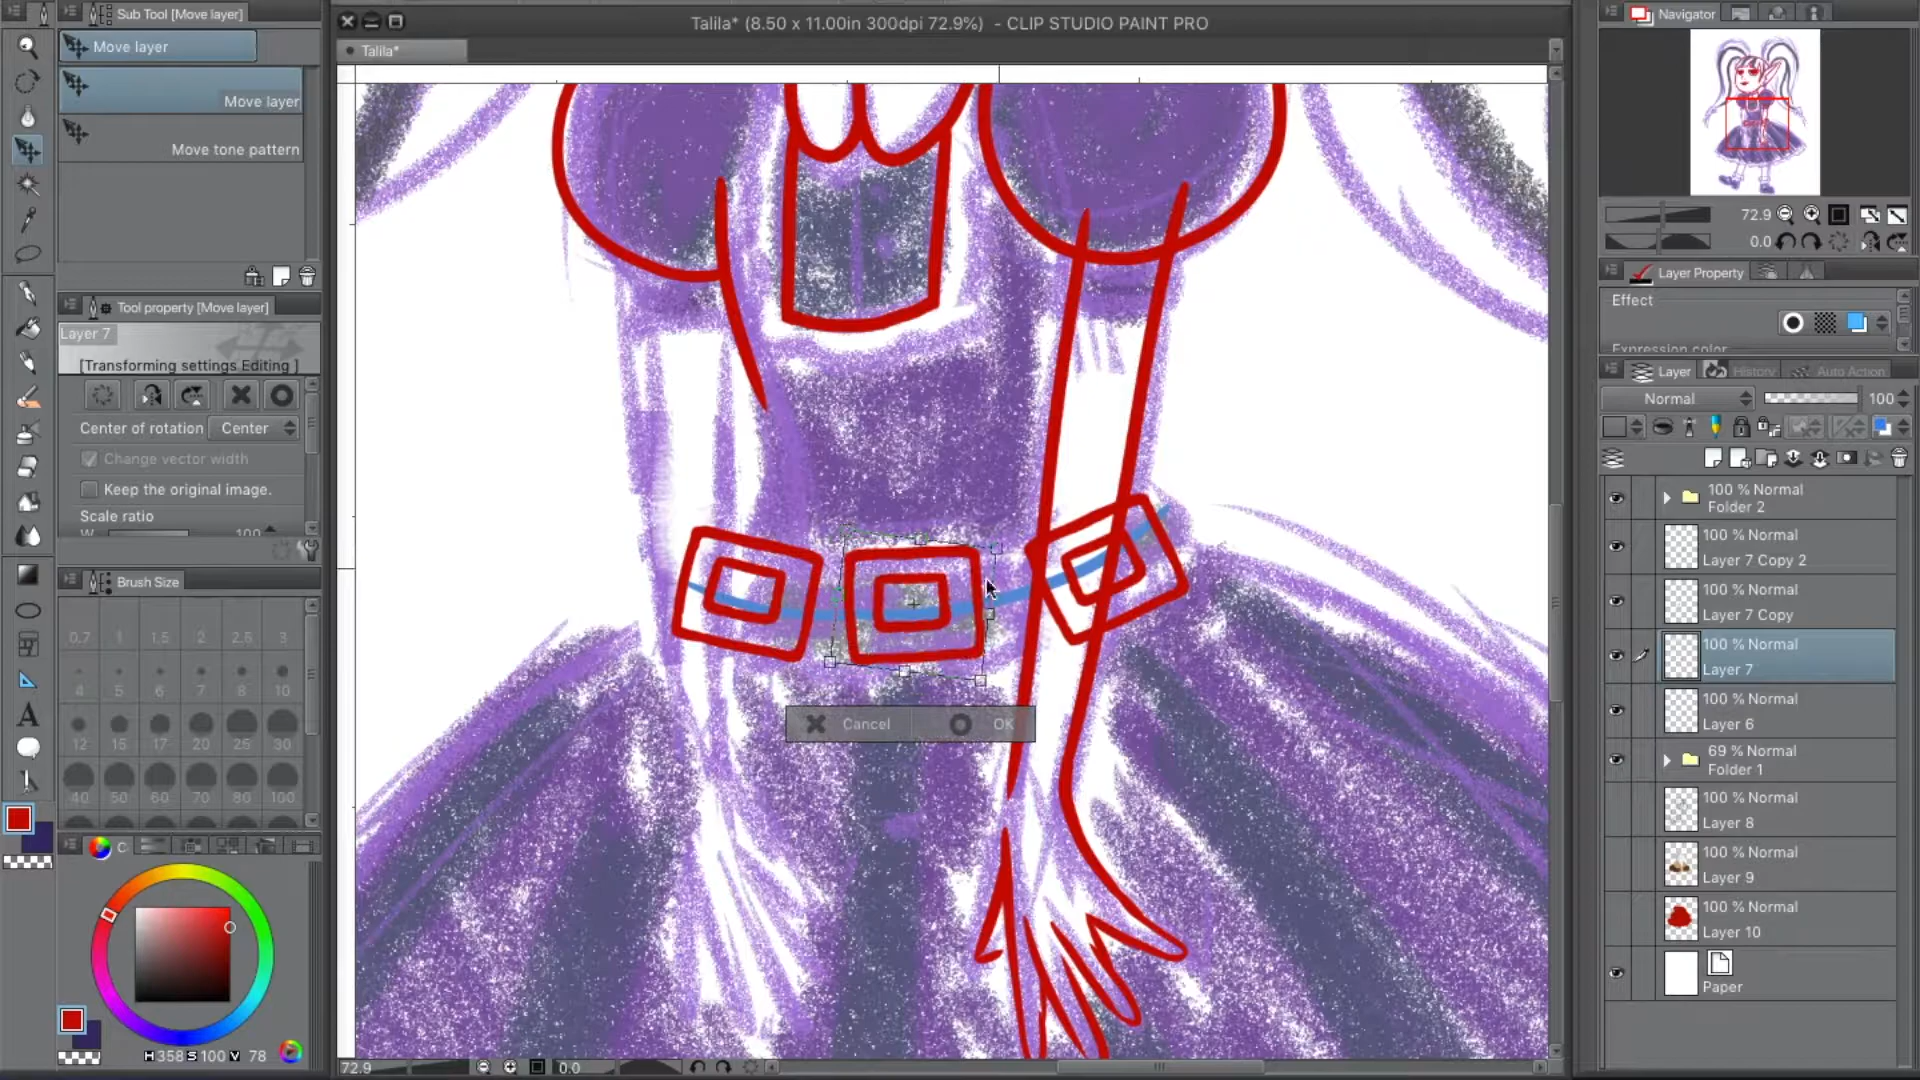 Sub Tool [Move layer]
Move layer
Move layer
Move tone pattern
Tool property [Move layer]
Layer 7
[Transforming settings Editing ]
Center of rotation Center
Change vector width
Keep the original image.
Scale ratio
Brush Size
0.7 1 1.5 2 2.5 3
4 5 6 7 8 10
12 15 17 20 25 30
40 50 60 70 80 100
C
H 358 S 100 V 78
Talila* (8.50 x 11.00in 300dpi 72.9%) - CLIP STUDIO PAINT PRO
Talila*
Cancel OK
72.9 0.0
Navigator
72.9
0.0
Layer Property
Effect
Expression color
Layer History Auto Action
Normal 100
100 % Normal
Folder 2
100 % Normal
Layer 7 Copy 2
100 % Normal
Layer 7 Copy
100 % Normal
Layer 7
100 % Normal
Layer 6
69 % Normal
Folder 1
100 % Normal
Layer 8
100 % Normal
Layer 9
100 % Normal
Layer 10
Paper